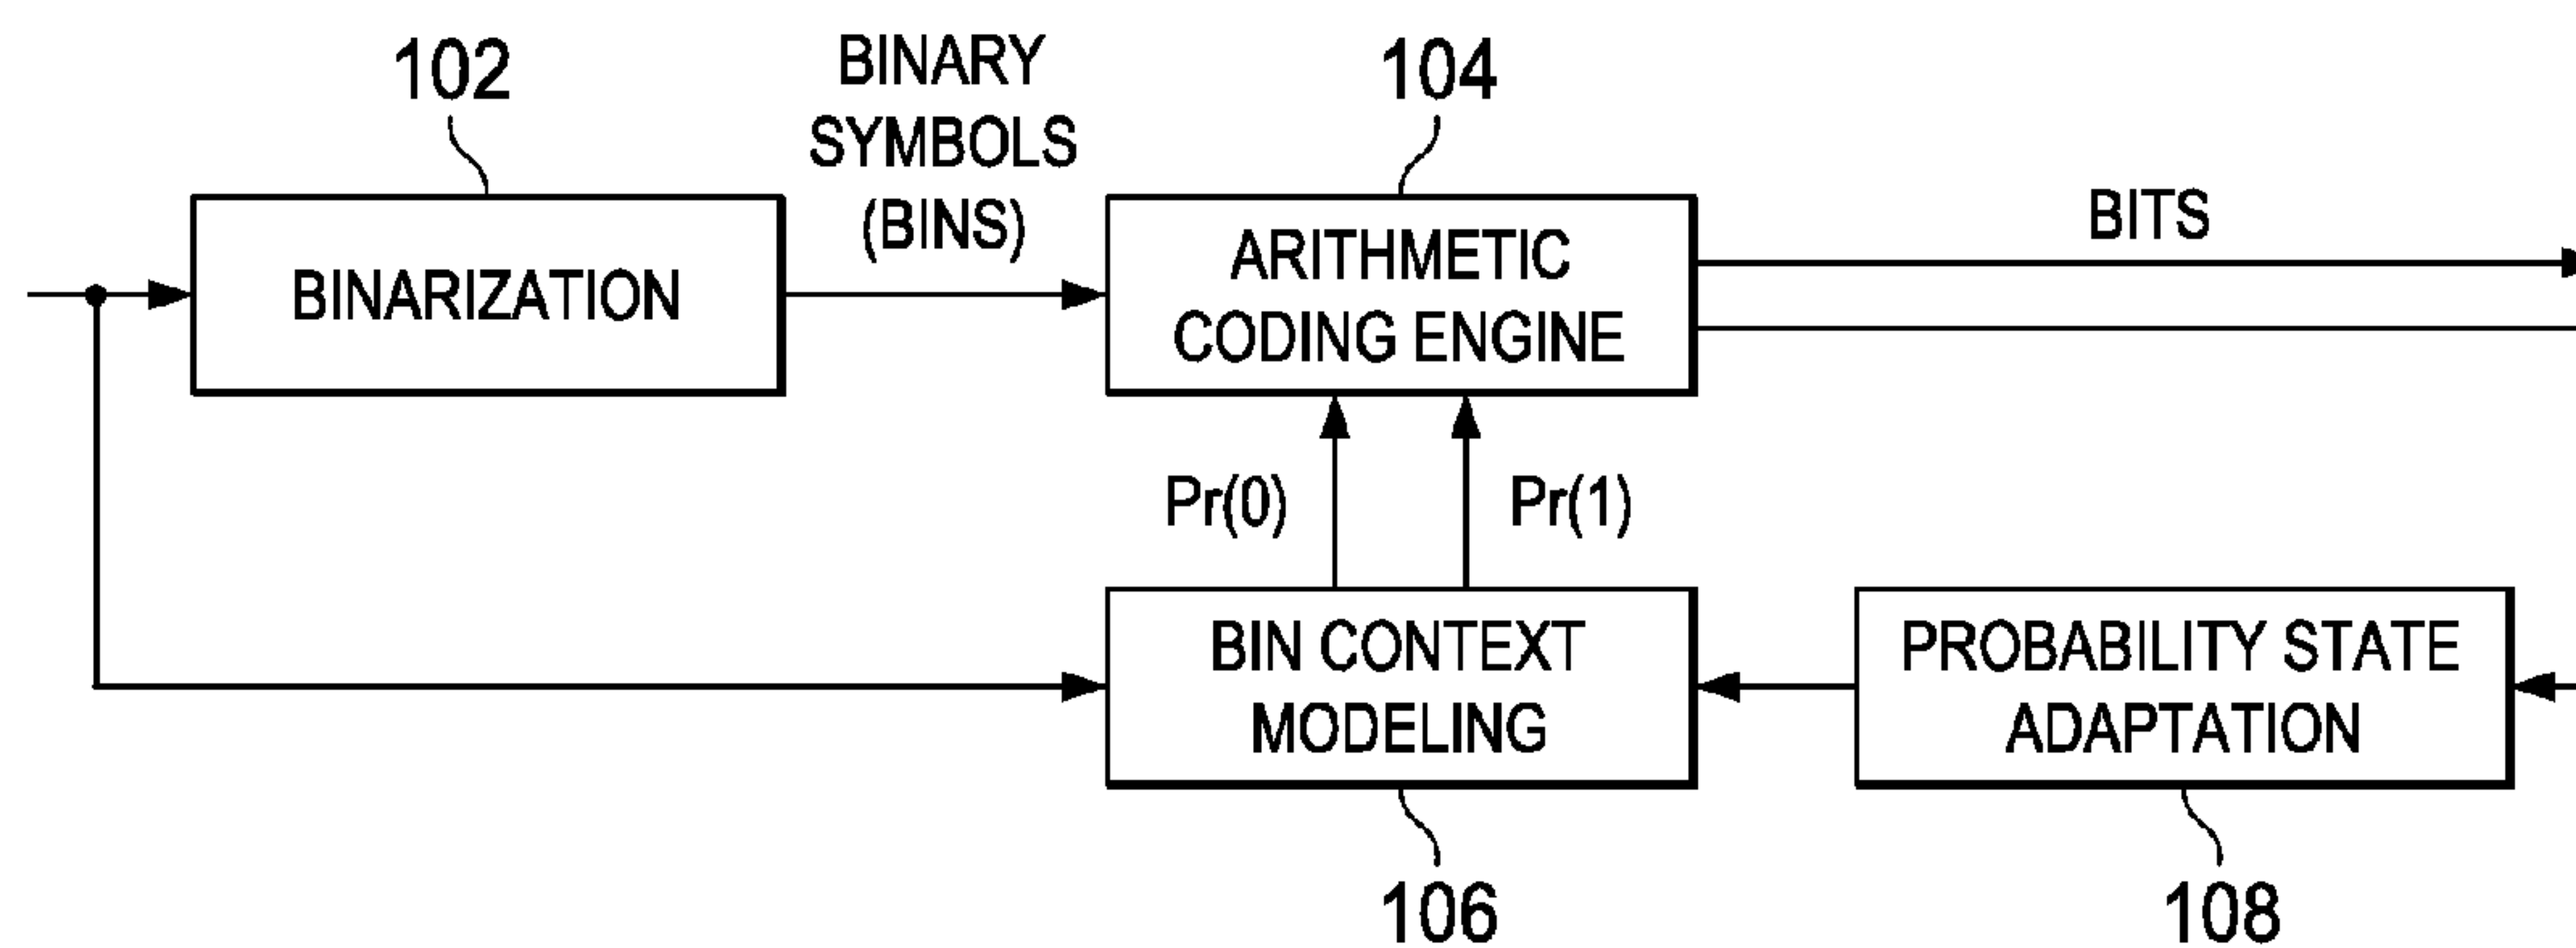 102
BINARY
SYMBOLS
(BINS)
104
BITS
BINARIZATION
ARITHMETIC
CODING ENGINE
Pr(0)
Pr(1)
BIN CONTEXT
MODELING
PROBABILITY STATE
ADAPTATION
106
108